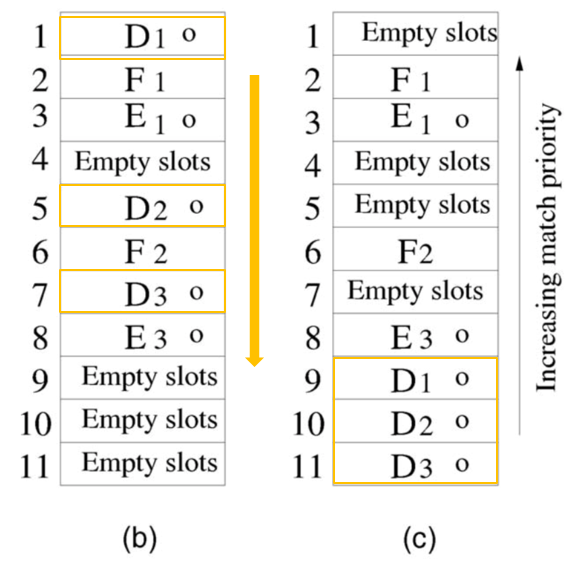 1 D1 o
2 F1
3 E1 o
4 Empty slots
5 D2 o
6 F2
7 D3 o
8 E3 o
9 Empty slots
10 Empty slots
11 Empty slots
(b)
1 Empty slots
2 F1
3 E1 o
4 Empty slots
5 Empty slots
6 F2
7 Empty slots
8 E3 o
9 D1 o
10 D2 o
11 D3 o
(c)
Increasing match priority